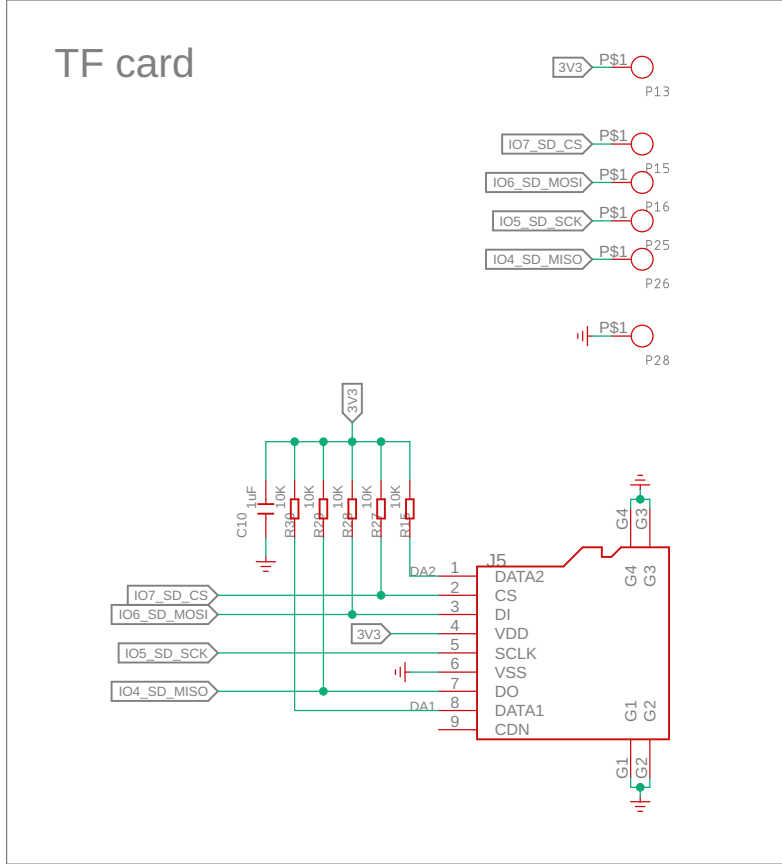 TF card
3V3 P$1
P13
IO7_SD_CS P$1
P15
IO6_SD_MOSI P$1
P16
IO5_SD_SCK P$1
P25
IO4_SD_MISO P$1
P26
P$1
P28
3V3
C10 1uF
R30 10K
R29 10K
R28 10K
R27 10K
R15 10K
J5
DA2 1 DATA2
IO7_SD_CS 2 CS
IO6_SD_MOSI 3 DI
3V3 4 VDD
IO5_SD_SCK 5 SCLK
6 VSS
IO4_SD_MISO 7 DO
DA1 8 DATA1
9 CDN
G4 G3
G4 G3
G1 G2
G1 G2